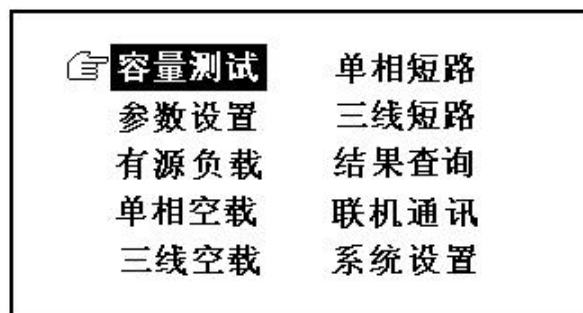 容量测试 单相短路
参数设置 三线短路
有源负载 结果查询
单相空载 联机通讯
三线空载 系统设置